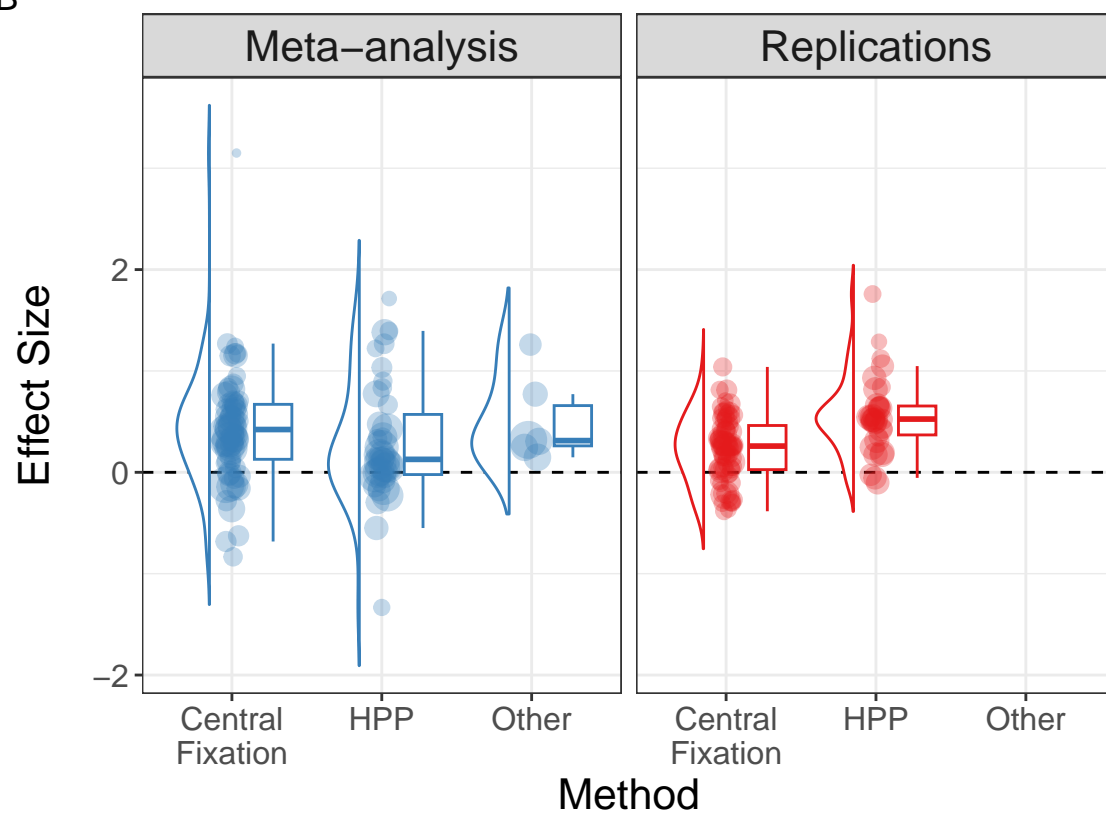 B
Meta−analysis
Replications
Effect Size
2
0
−2
Central
Fixation
HPP
Other
Central
Fixation
HPP
Other
Method